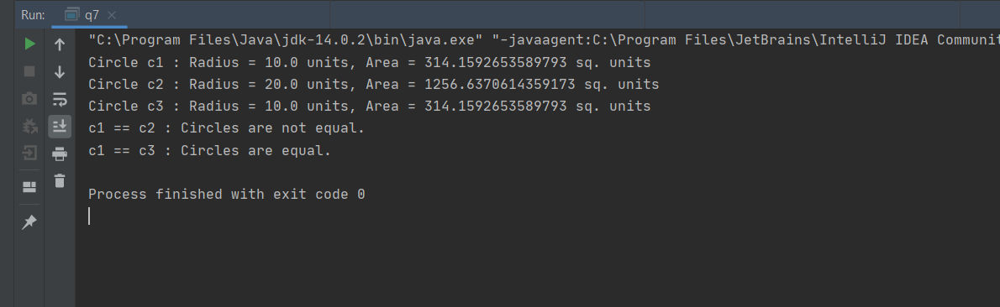 Run: q7
"C:\Program Files\Java\jdk-14.0.2\bin\java.exe" "-javaagent:C:\Program Files\JetBrains\IntelliJ IDEA Communit
Circle c1 : Radius = 10.0 units, Area = 314.1592653589793 sq. units
Circle c2 : Radius = 20.0 units, Area = 1256.6370614359173 sq. units
Circle c3 : Radius = 10.0 units, Area = 314.1592653589793 sq. units
c1 == c2 : Circles are not equal.
c1 == c3 : Circles are equal.
Process finished with exit code 0